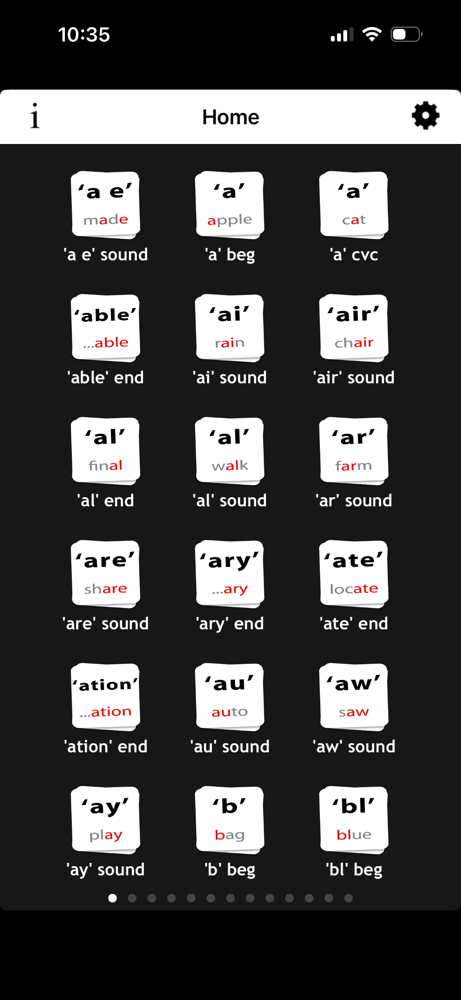 10:35
i
Home
‘a e’
made
'a e' sound
‘a’
apple
'a' beg
‘a’
cat
'a' cvc
‘able’
...able
'able' end
‘ai’
rain
'ai' sound
‘air’
chair
'air' sound
‘al’
final
'al' end
‘al’
walk
'al' sound
‘ar’
farm
'ar' sound
‘are’
share
'are' sound
‘ary’
...ary
'ary' end
‘ate’
locate
'ate' end
‘ation’
...ation
'ation' end
‘au’
auto
'au' sound
‘aw’
saw
'aw' sound
‘ay’
play
'ay' sound
‘b’
bag
'b' beg
‘bl’
blue
'bl' beg